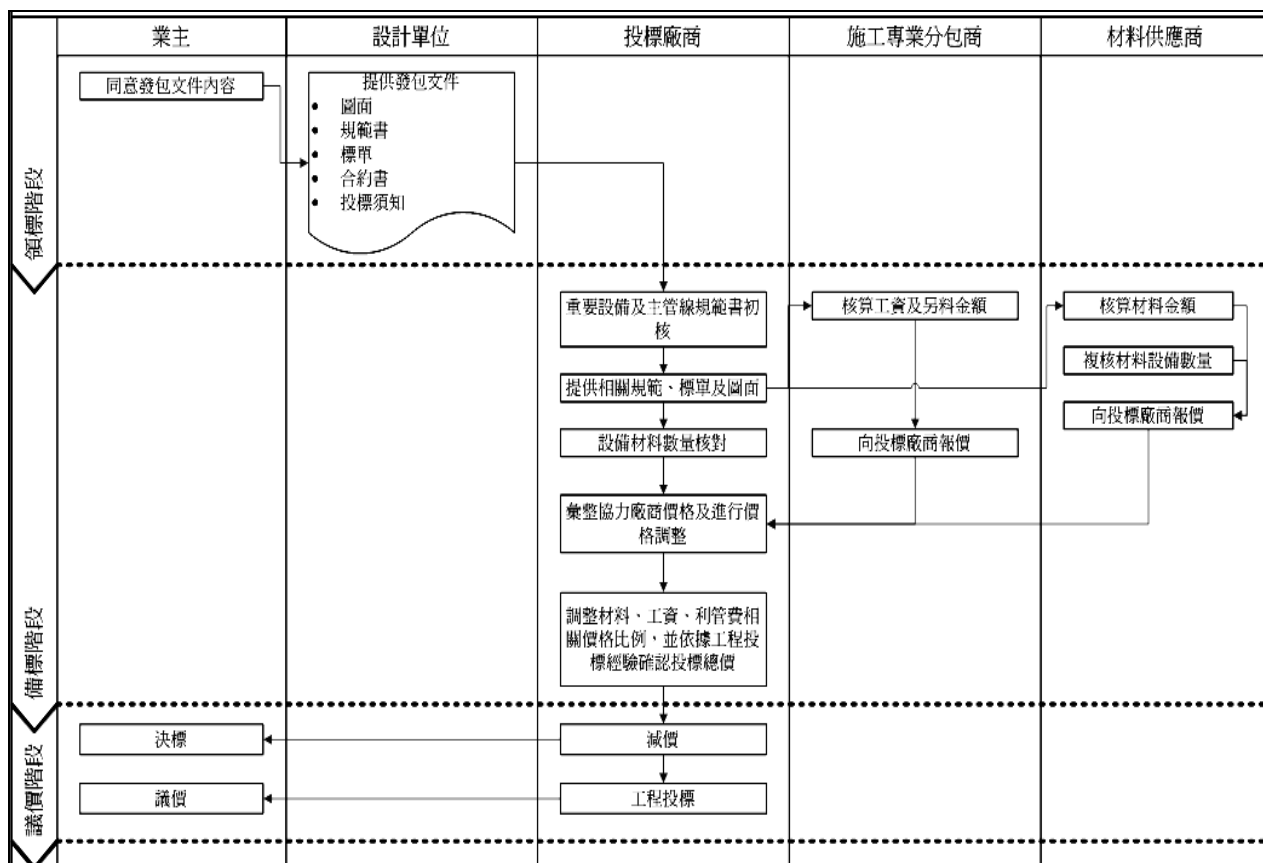 業主
設計單位
投標廠商
施工專業分包商
材料供應商
領標階段
同意發包文件內容
提供發包文件
• 圖面
• 規範書
• 標單
• 合約書
• 投標須知
備標階段
重要設備及主管線規範書初
核
核算工資及另料金額
核算材料金額
複核材料設備數量
提供相關規範、標單及圖面
向投標廠商報價
設備材料數量核對
向投標廠商報價
彙整協力廠商價格及進行價
格調整
調整材料、工資、利管費相
關價格比例，並依據工程投
標經驗確認投標總價
議價階段
決標
減價
議價
工程投標